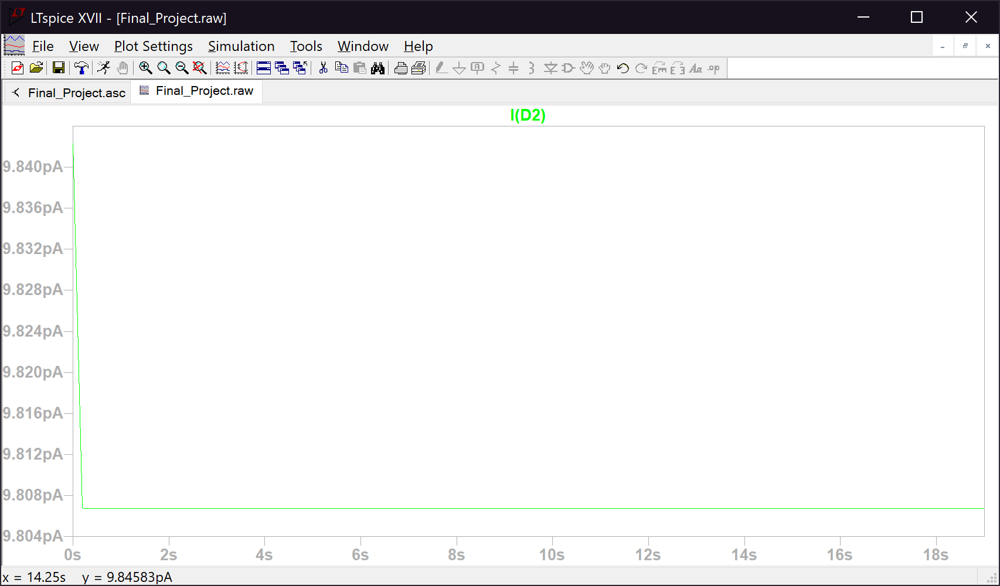 LTspice XVII - [Final_Project.raw]
File View Plot Settings Simulation Tools Window Help
Final_Project.asc Final_Project.raw
I(D2)
9.840pA
9.836pA
9.832pA
9.828pA
9.824pA
9.820pA
9.816pA
9.812pA
9.808pA
9.804pA
0s 2s 4s 6s 8s 10s 12s 14s 16s 18s
x = 14.25s y = 9.84583pA